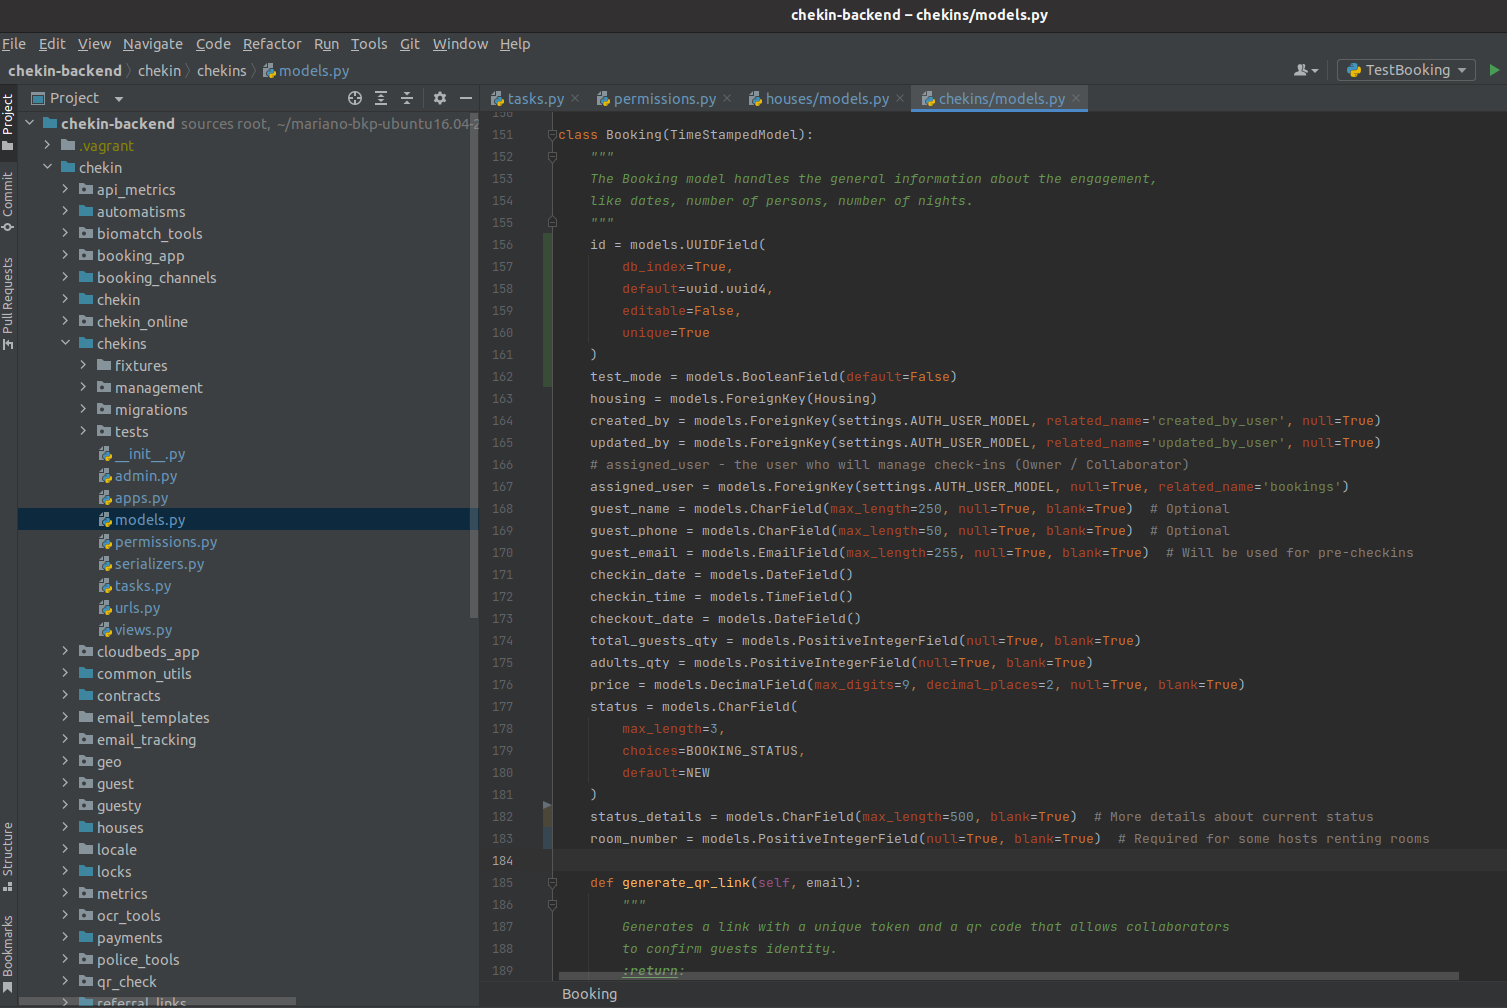 chekin-backend – chekins/models.py
File Edit View Navigate Code Refactor Run Tools Git Window Help
chekin-backend chekin chekins models.py
TestBooking
Project
tasks.py permissions.py houses/models.py chekins/models.py
Project
Commit
Pull Requests
Structure
Bookmarks
chekin-backend sources root, ~/mariano-bkp-ubuntu16.04-2
.vagrant
chekin
api_metrics
automatisms
biomatch_tools
booking_app
booking_channels
chekin
chekin_online
chekins
fixtures
management
migrations
tests
__init__.py
admin.py
apps.py
models.py
permissions.py
serializers.py
tasks.py
urls.py
views.py
cloudbeds_app
common_utils
contracts
email_templates
email_tracking
geo
guest
guesty
houses
locale
locks
metrics
ocr_tools
payments
police_tools
qr_check
referral_links
150
151 class Booking(TimeStampedModel):
152 """
153 The Booking model handles the general information about the engagement,
154 like dates, number of persons, number of nights.
155 """
156 id = models.UUIDField(
157 db_index=True,
158 default=uuid.uuid4,
159 editable=False,
160 unique=True
161 )
162 test_mode = models.BooleanField(default=False)
163 housing = models.ForeignKey(Housing)
164 created_by = models.ForeignKey(settings.AUTH_USER_MODEL, related_name='created_by_user', null=True)
165 updated_by = models.ForeignKey(settings.AUTH_USER_MODEL, related_name='updated_by_user', null=True)
166 # assigned_user - the user who will manage check-ins (Owner / Collaborator)
167 assigned_user = models.ForeignKey(settings.AUTH_USER_MODEL, null=True, related_name='bookings')
168 guest_name = models.CharField(max_length=250, null=True, blank=True) # Optional
169 guest_phone = models.CharField(max_length=50, null=True, blank=True) # Optional
170 guest_email = models.EmailField(max_length=255, null=True, blank=True) # Will be used for pre-checkins
171 checkin_date = models.DateField()
172 checkin_time = models.TimeField()
173 checkout_date = models.DateField()
174 total_guests_qty = models.PositiveIntegerField(null=True, blank=True)
175 adults_qty = models.PositiveIntegerField(null=True, blank=True)
176 price = models.DecimalField(max_digits=9, decimal_places=2, null=True, blank=True)
177 status = models.CharField(
178 max_length=3,
179 choices=BOOKING_STATUS,
180 default=NEW
181 )
182 status_details = models.CharField(max_length=500, blank=True) # More details about current status
183 room_number = models.PositiveIntegerField(null=True, blank=True) # Required for some hosts renting rooms
184
185 def generate_qr_link(self, email):
186 """
187 Generates a link with a unique token and a qr code that allows collaborators
188 to confirm guests identity.
189 :return:
Booking